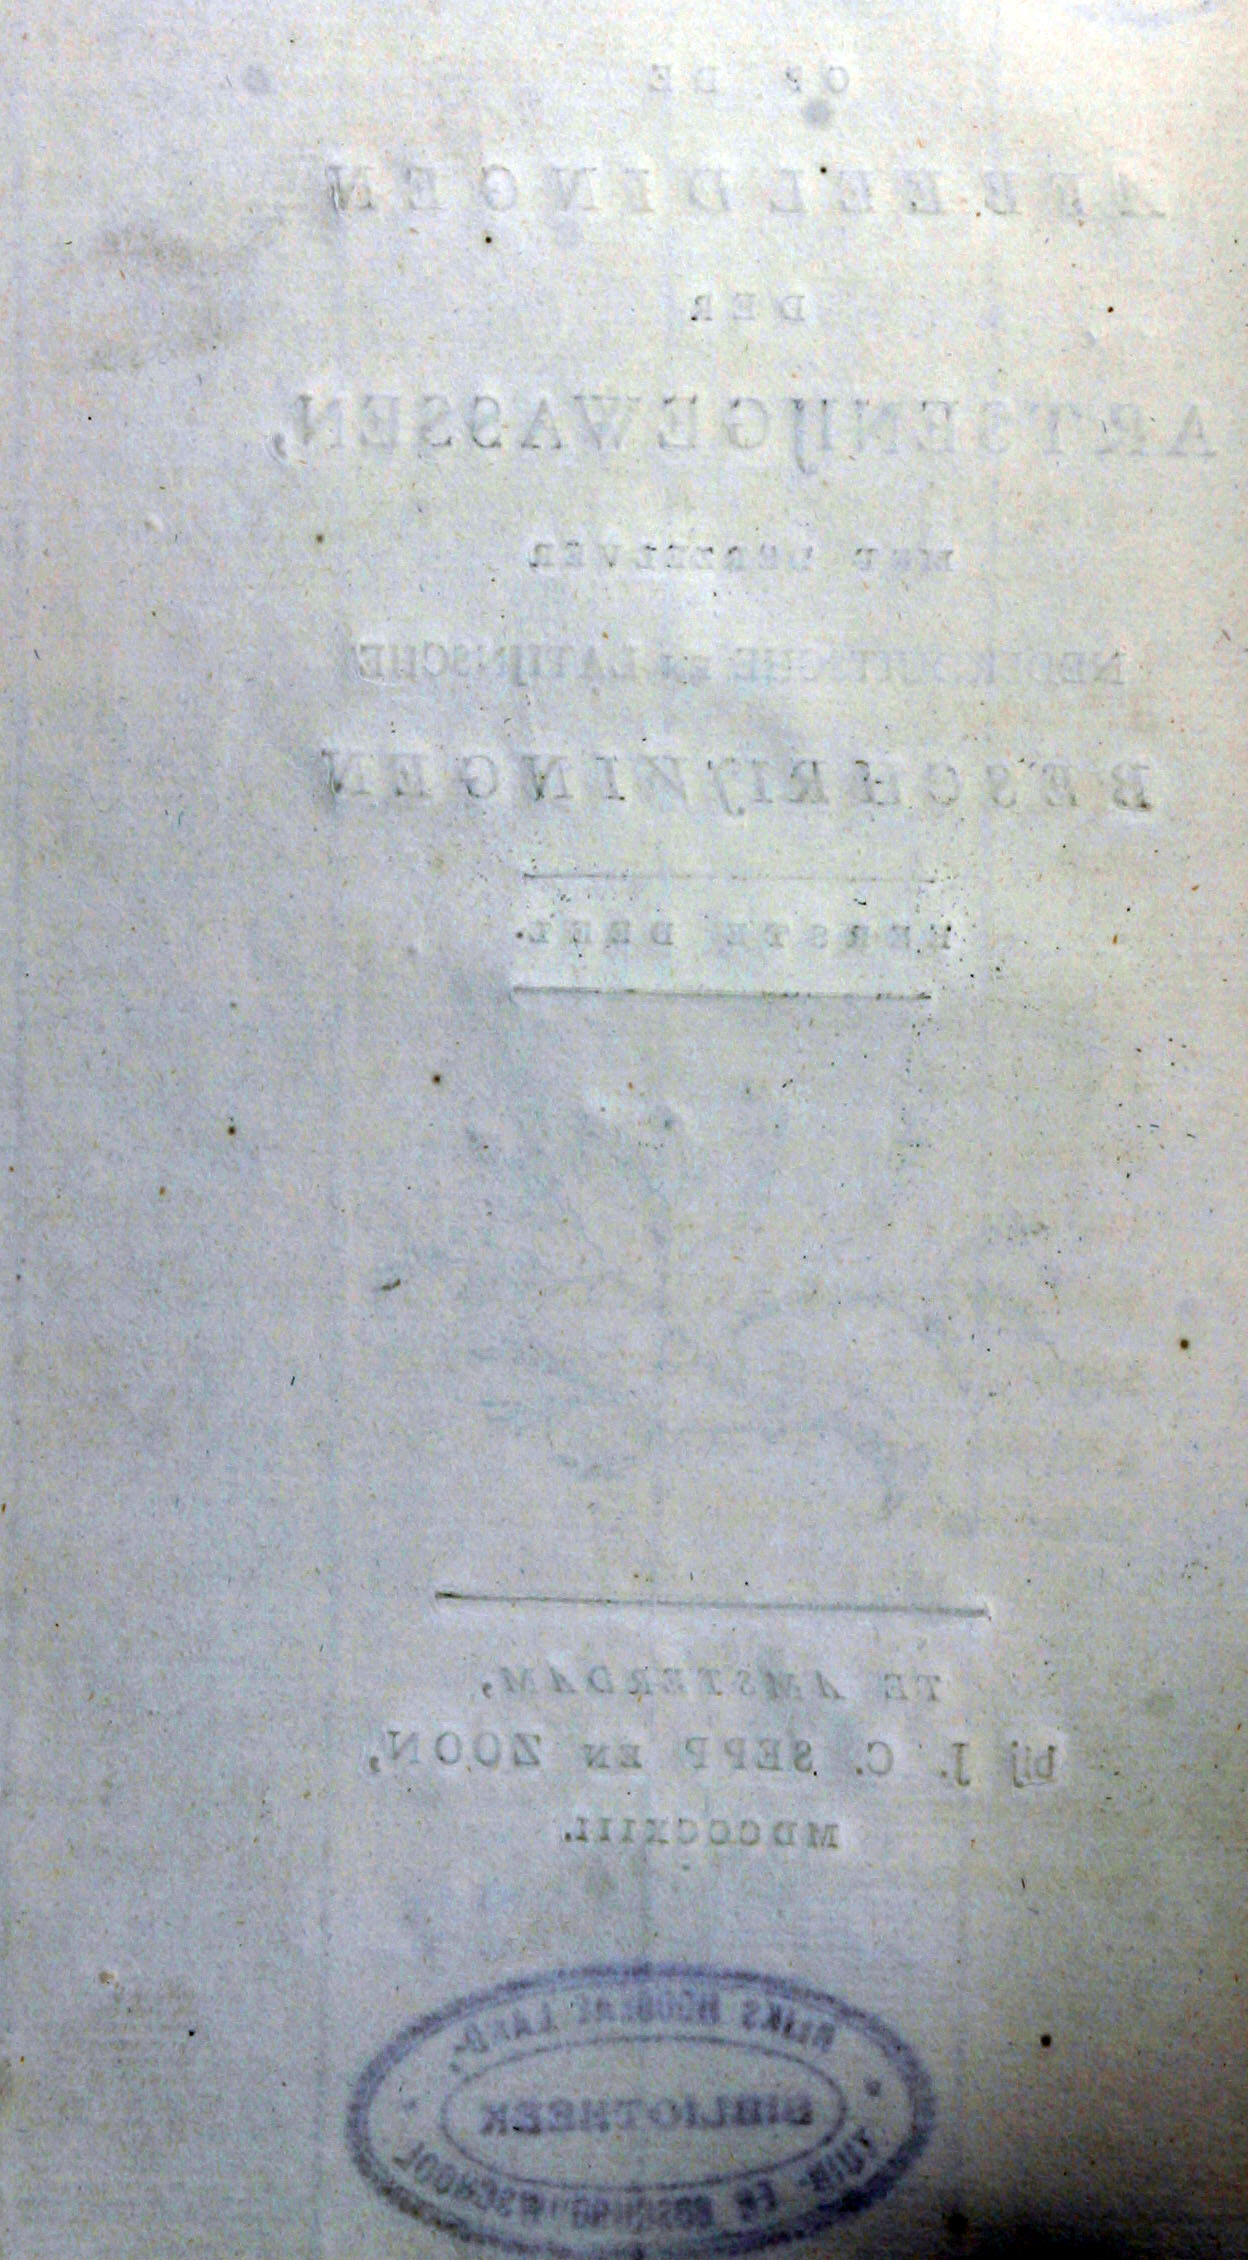 OP DE
AFBEELDINGEN
DER
ARTSENIJGEWASSEN,
MET DERZELVER
NEDERDUITSCHE EN LATIJNSCHE
BESCHRIJVINGEN
EERSTE DEEL.
TE AMSTERDAM,
bij J. C. SEPP EN ZOON,
MDCCCXIII.
RIJKS HOOGERE LAND-,
BIBLIOTHEEK
TUIN- EN BOSCHBOUWSCHOOL